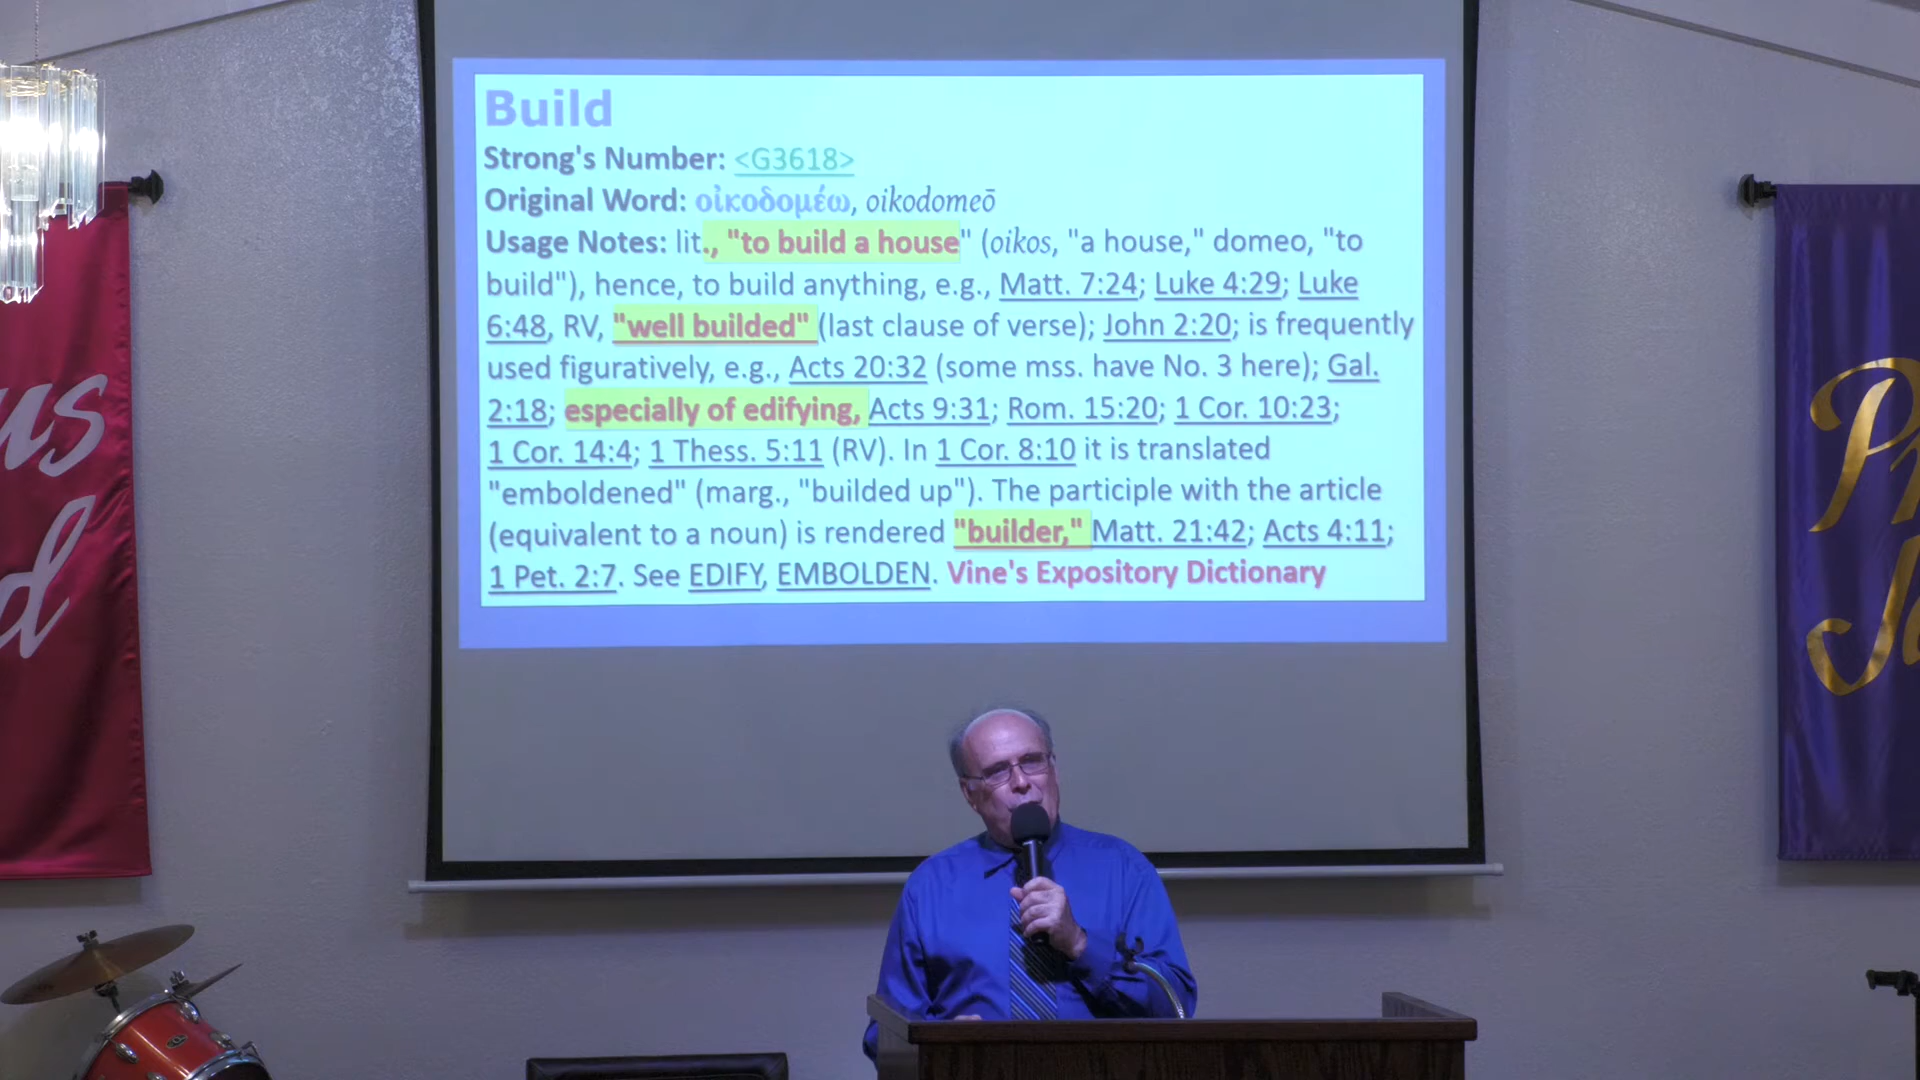 Build
Strong's Number: <G3618>
Original Word: οἰκοδομέω, oikodomeō
Usage Notes: lit., "to build a house" (oikos, "a house," domeo, "to
build"), hence, to build anything, e.g., Matt. 7:24; Luke 4:29; Luke
6:48, RV, "well builded" (last clause of verse); John 2:20; is frequently
used figuratively, e.g., Acts 20:32 (some mss. have No. 3 here); Gal.
2:18; especially of edifying, Acts 9:31; Rom. 15:20; 1 Cor. 10:23;
1 Cor. 14:4; 1 Thess. 5:11 (RV). In 1 Cor. 8:10 it is translated
"emboldened" (marg., "builded up"). The participle with the article
(equivalent to a noun) is rendered "builder," Matt. 21:42; Acts 4:11;
1 Pet. 2:7. See EDIFY, EMBOLDEN. Vine's Expository Dictionary